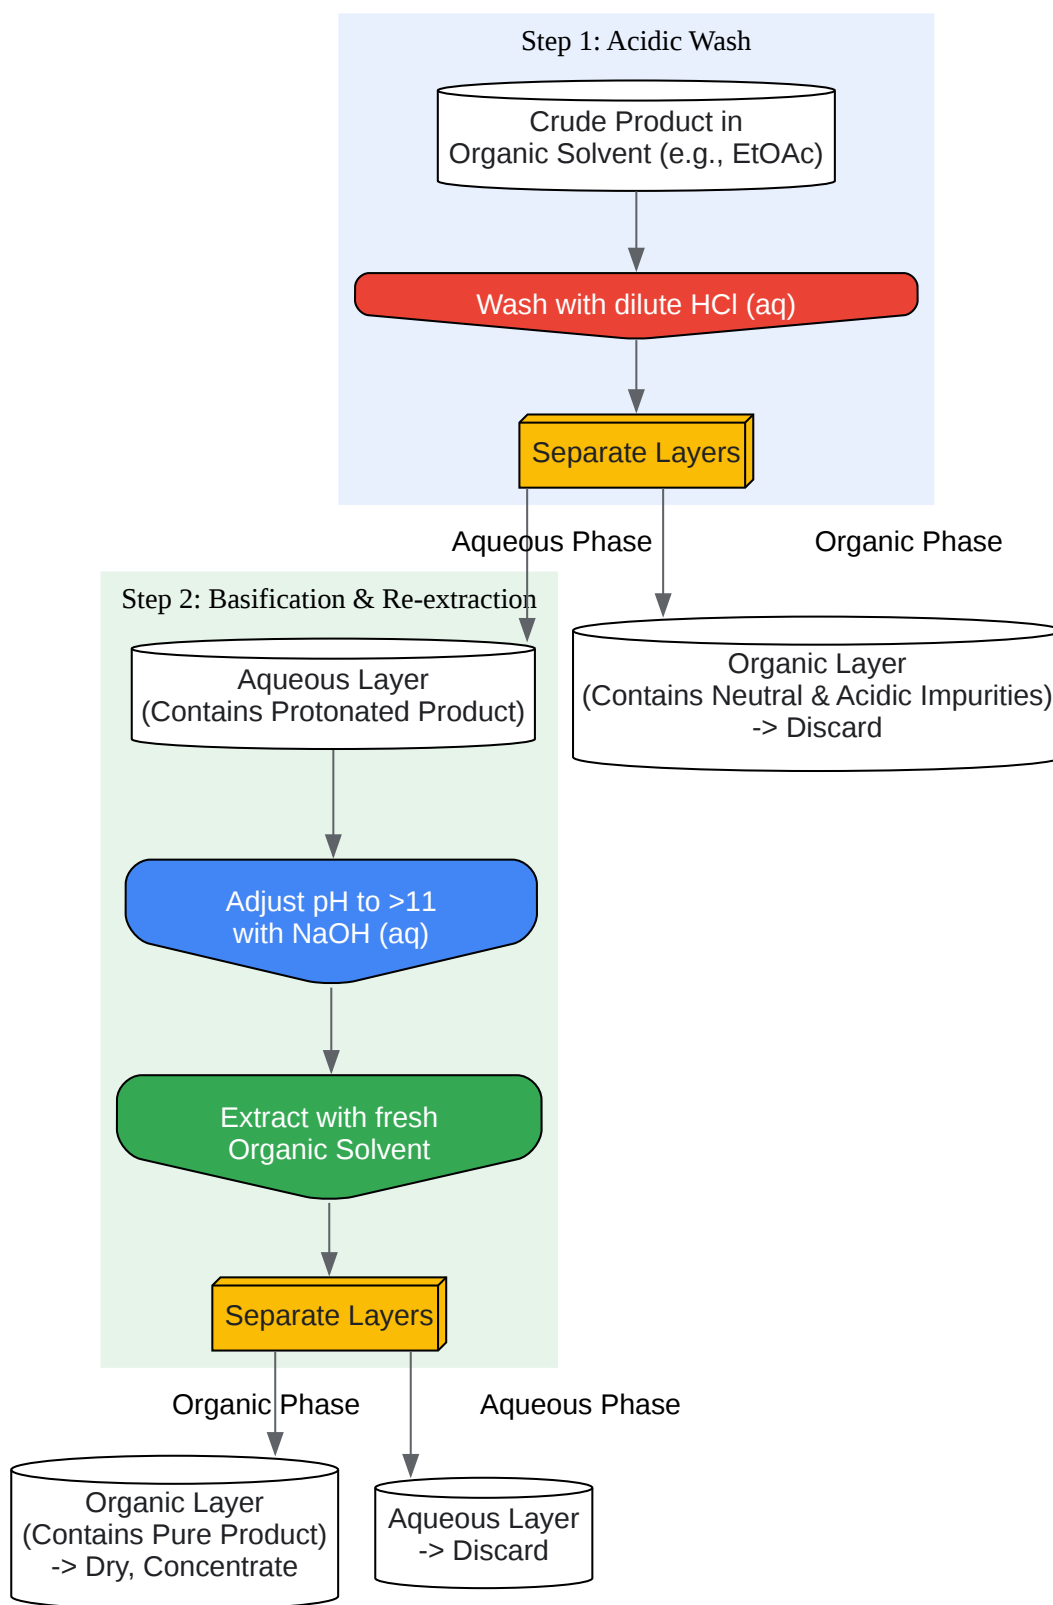 Step 1: Acidic Wash
Crude Product in
Organic Solvent (e.g., EtOAc)
Wash with dilute HCl (aq)
Separate Layers
Aqueous Phase
Organic Phase
Step 2: Basification & Re-extraction
Aqueous Layer
(Contains Protonated Product)
Organic Layer
(Contains Neutral & Acidic Impurities)
-> Discard
Adjust pH to >11
with NaOH (aq)
Extract with fresh
Organic Solvent
Separate Layers
Organic Phase
Aqueous Phase
Organic Layer
(Contains Pure Product)
-> Dry, Concentrate
Aqueous Layer
-> Discard